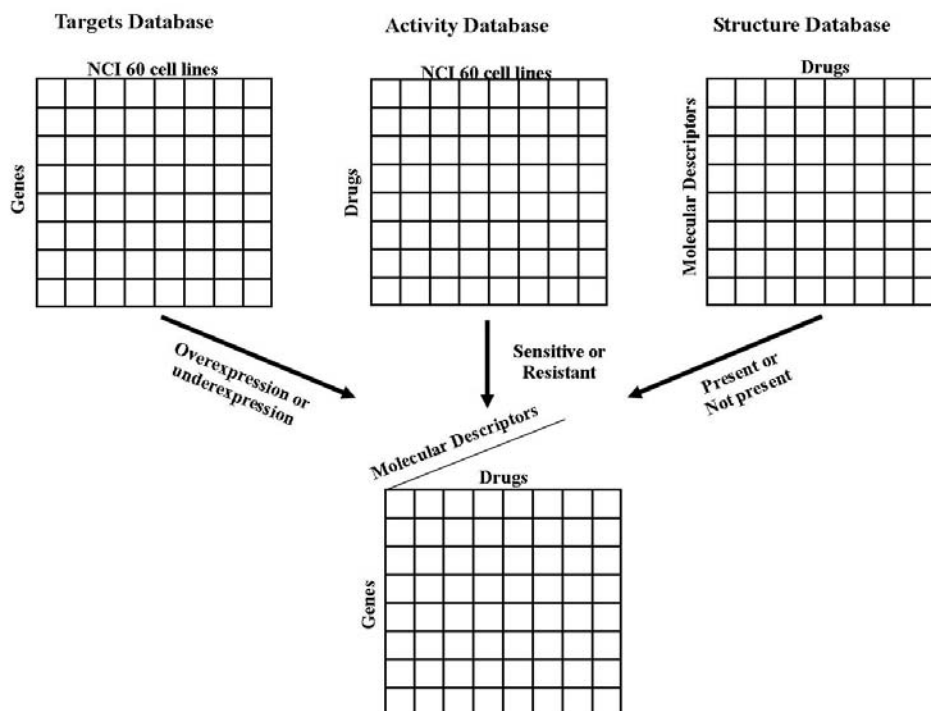 Targets Database
Activity Database
Structure Database
NCI 60 cell lines
NCI 60 cell lines
Drugs
Genes
Drugs
Molecular Descriptors
Overexpression or
underexpression
Sensitive or
Resistant
Present or
Not present
Molecular Descriptors
Drugs
Genes